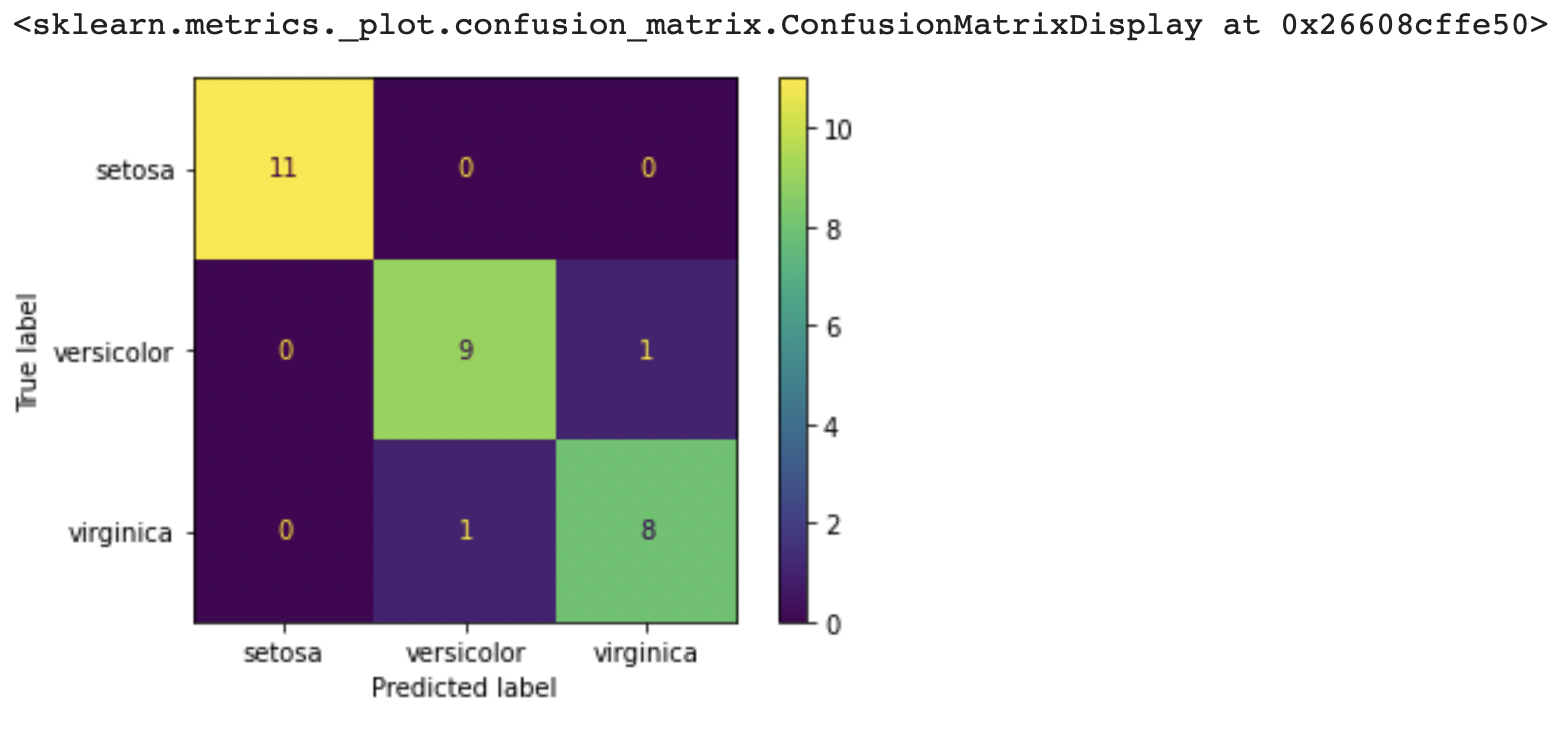 <sklearn.metrics._plot.confusion_matrix.ConfusionMatrixDisplay at 0x26608cffe50>
setosa
11
0
0
10
8
6
4
2
0
True label
versicolor
0
9
1
virginica
0
1
8
setosa
versicolor
virginica
Predicted label